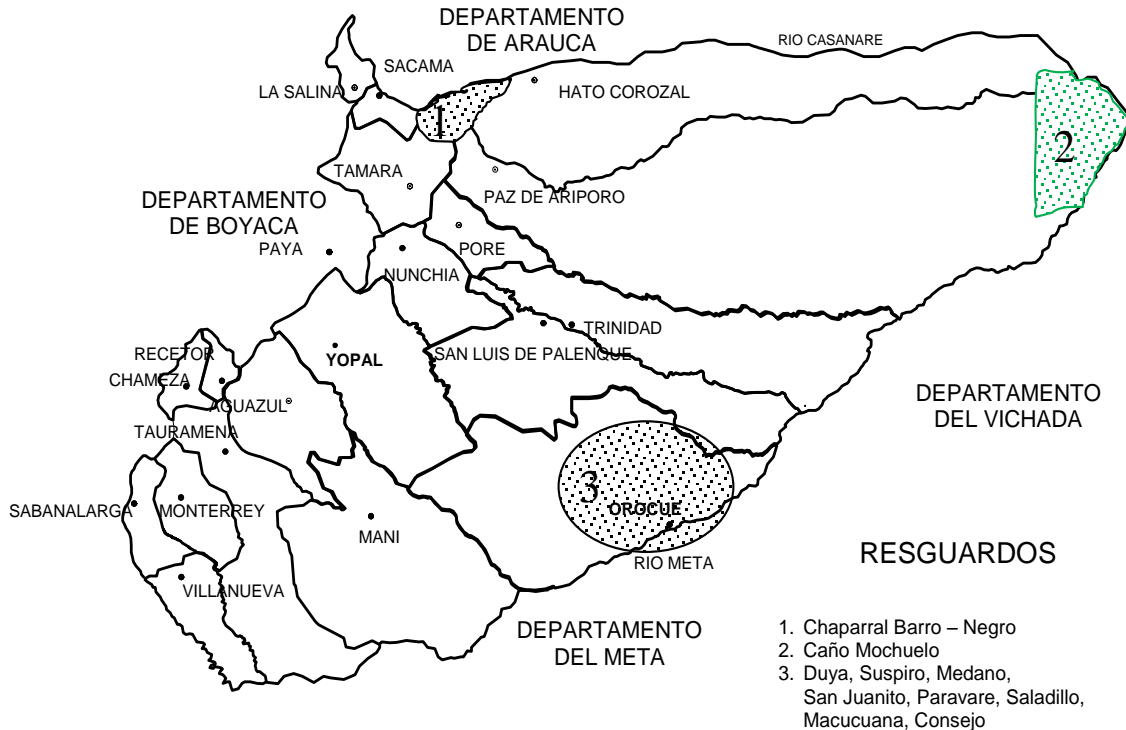 DEPARTAMENTO
DE ARAUCA
RIO CASANARE
SACAMA
LA SALINA
HATO COROZAL
1
2
TAMARA
PAZ DE ARIPORO
DEPARTAMENTO
DE BOYACA
PAYA
PORE
NUNCHIA
TRINIDAD
RECETOR
YOPAL
SAN LUIS DE PALENQUE
CHAMEZA
AGUAZUL
DEPARTAMENTO
DEL VICHADA
TAURAMENA
3
SABANALARGA
MONTERREY
OROCUE
MANI
RIO META
RESGUARDOS
VILLANUEVA
DEPARTAMENTO
DEL META
1. Chaparral Barro – Negro
2. Caño Mochuelo
3. Duya, Suspiro, Medano,
San Juanito, Paravare, Saladillo,
Macucuana, Consejo